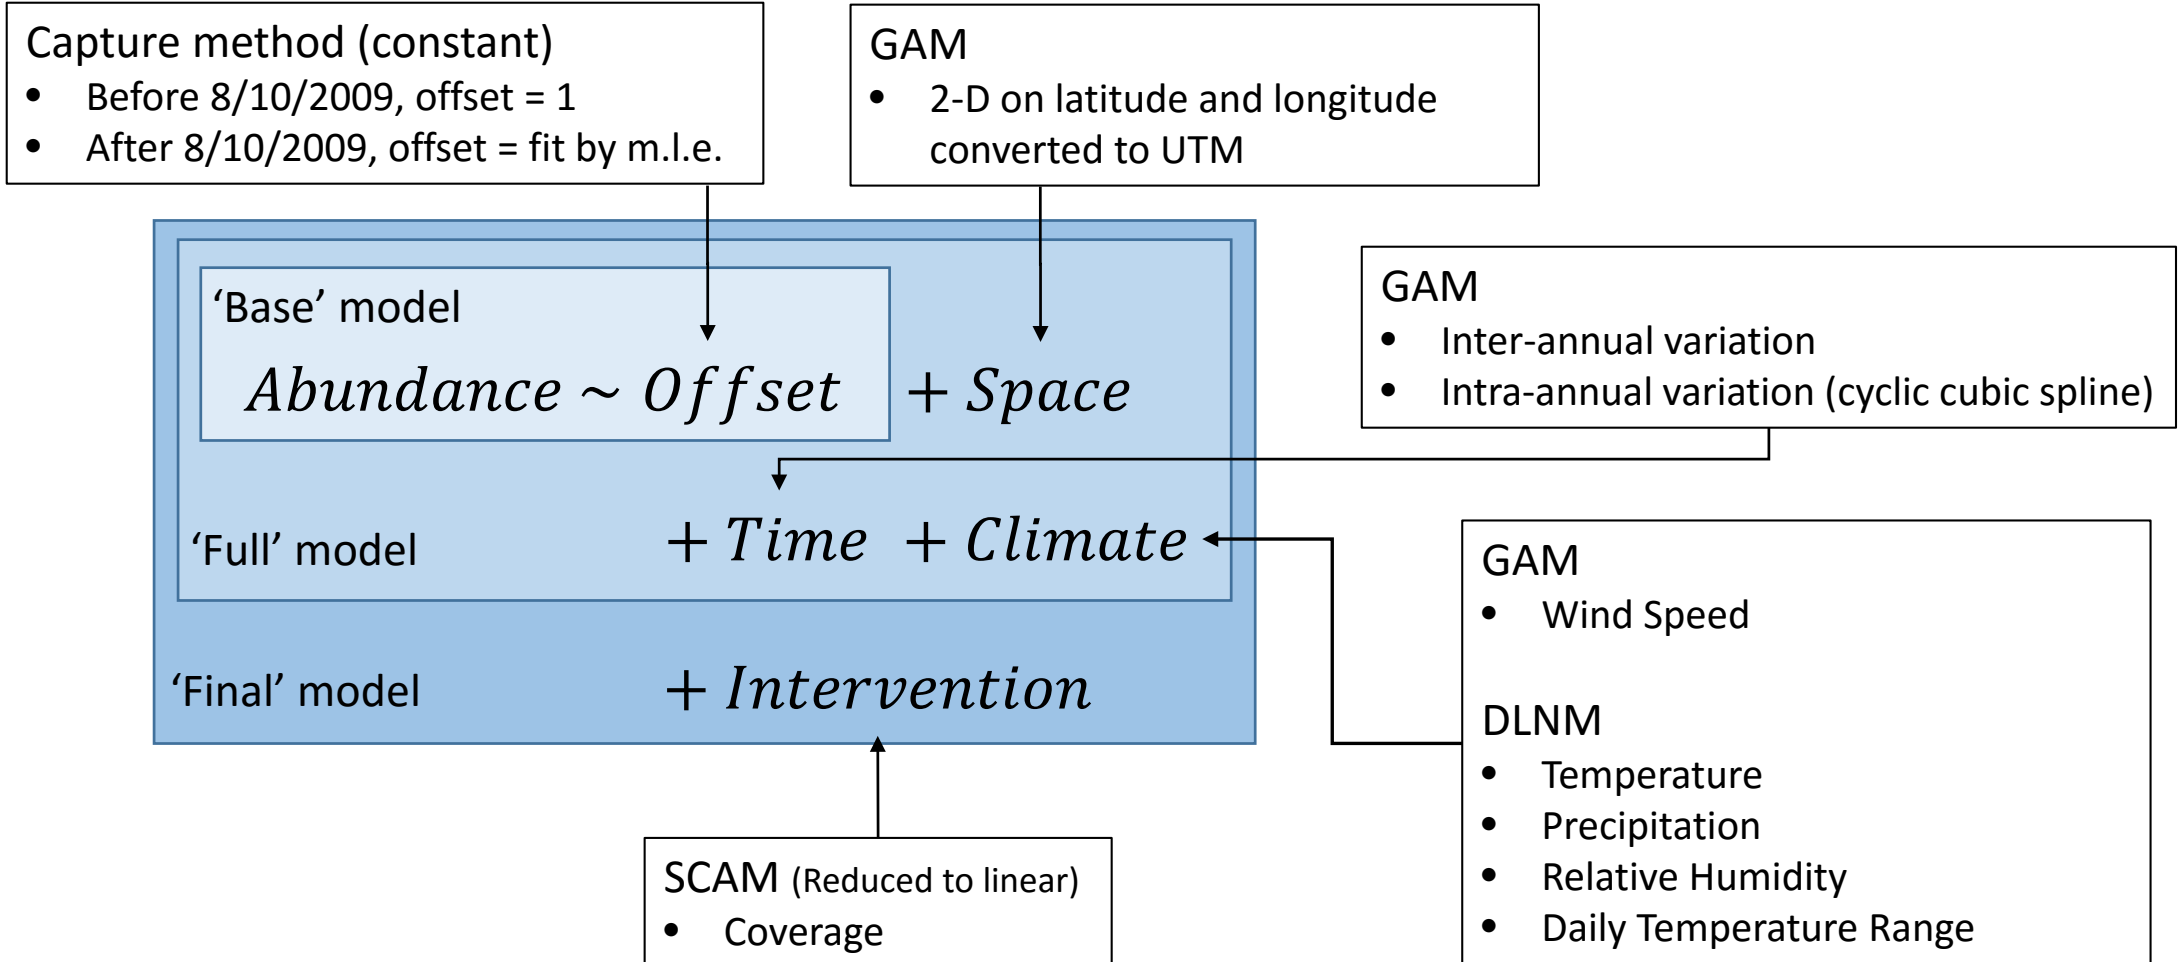 Capture method (constant)
• Before 8/10/2009, offset = 1
• After 8/10/2009, offset = fit by m.l.e.
GAM
• 2-D on latitude and longitude
converted to UTM
‘Base’ model
Abundance ~ Offset + Space
GAM
• Inter-annual variation
• Intra-annual variation (cyclic cubic spline)
‘Full’ model + Time + Climate
‘Final’ model + Intervention
GAM
• Wind Speed
DLNM
• Temperature
• Precipitation
• Relative Humidity
• Daily Temperature Range
SCAM (Reduced to linear)
• Coverage